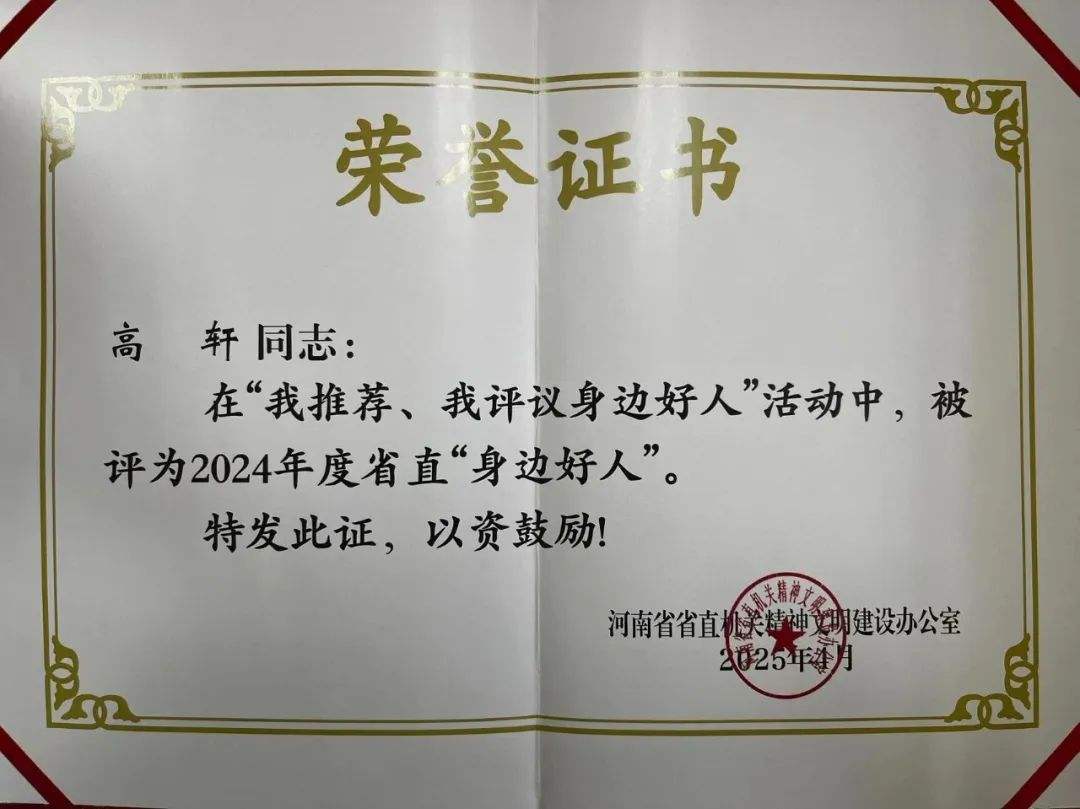 荣誉证书
高 轩 同志：
在“我推荐、我评议身边好人”活动中，被
评为2024年度省直“身边好人”。
特发此证，以资鼓励!
河南省省直机关精神文明建设办公室
2025年4月